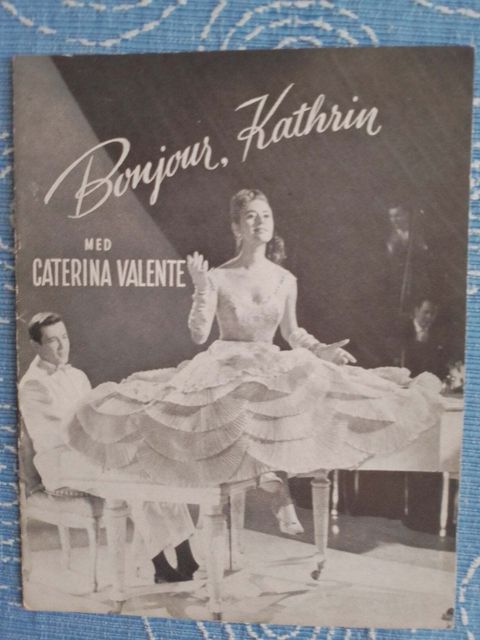 Bonjour, Kathrin
MED
CATERINA VALENTE